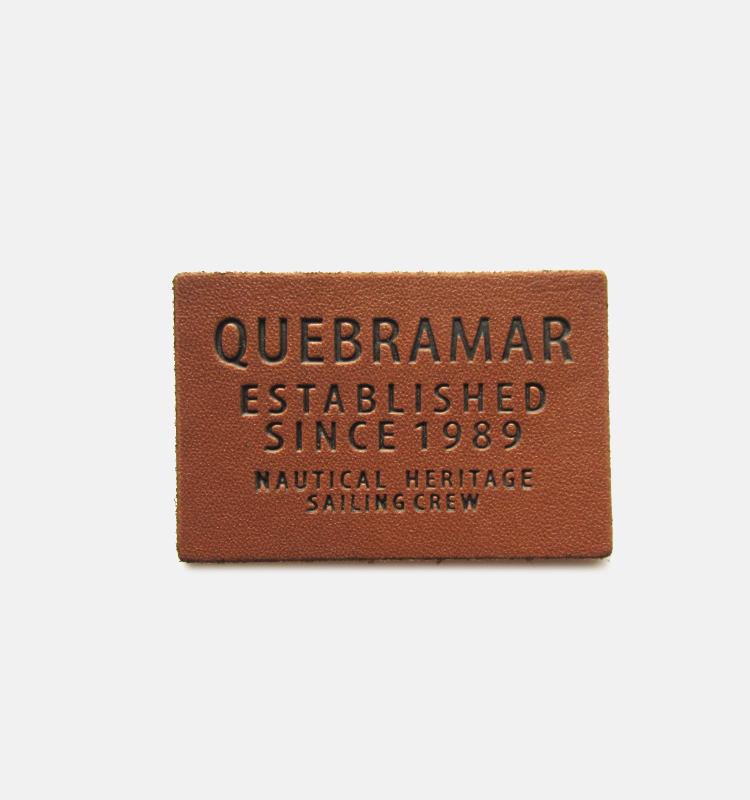 QUEBRAMAR
ESTABLISHED
SINCE 1989
NAUTICAL HERITAGE
SAILING CREW